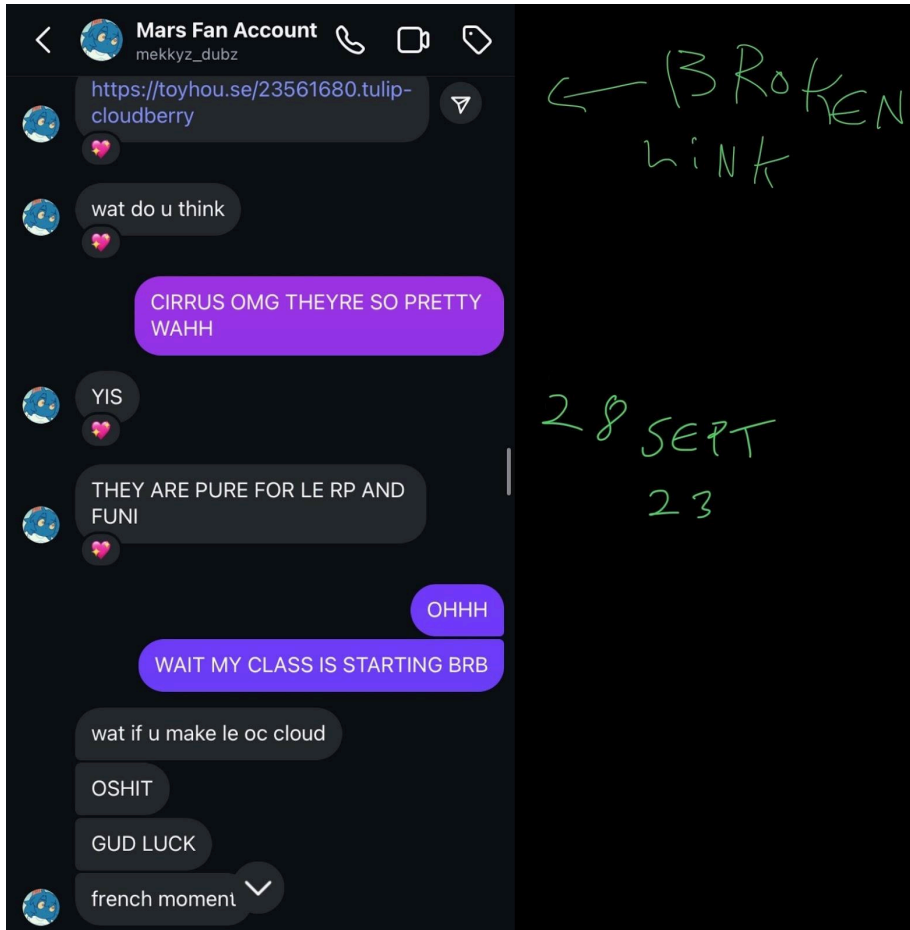 Mars Fan Account
mekkyz_dubz
https://toyhou.se/23561680.tulip-
cloudberry
wat do u think
CIRRUS OMG THEYRE SO PRETTY
WAHH
YIS
THEY ARE PURE FOR LE RP AND
FUNI
OHHH
WAIT MY CLASS IS STARTING BRB
wat if u make le oc cloud
OSHIT
GUD LUCK
french moment
← BROKEN
LiNK
28 SEPT
23